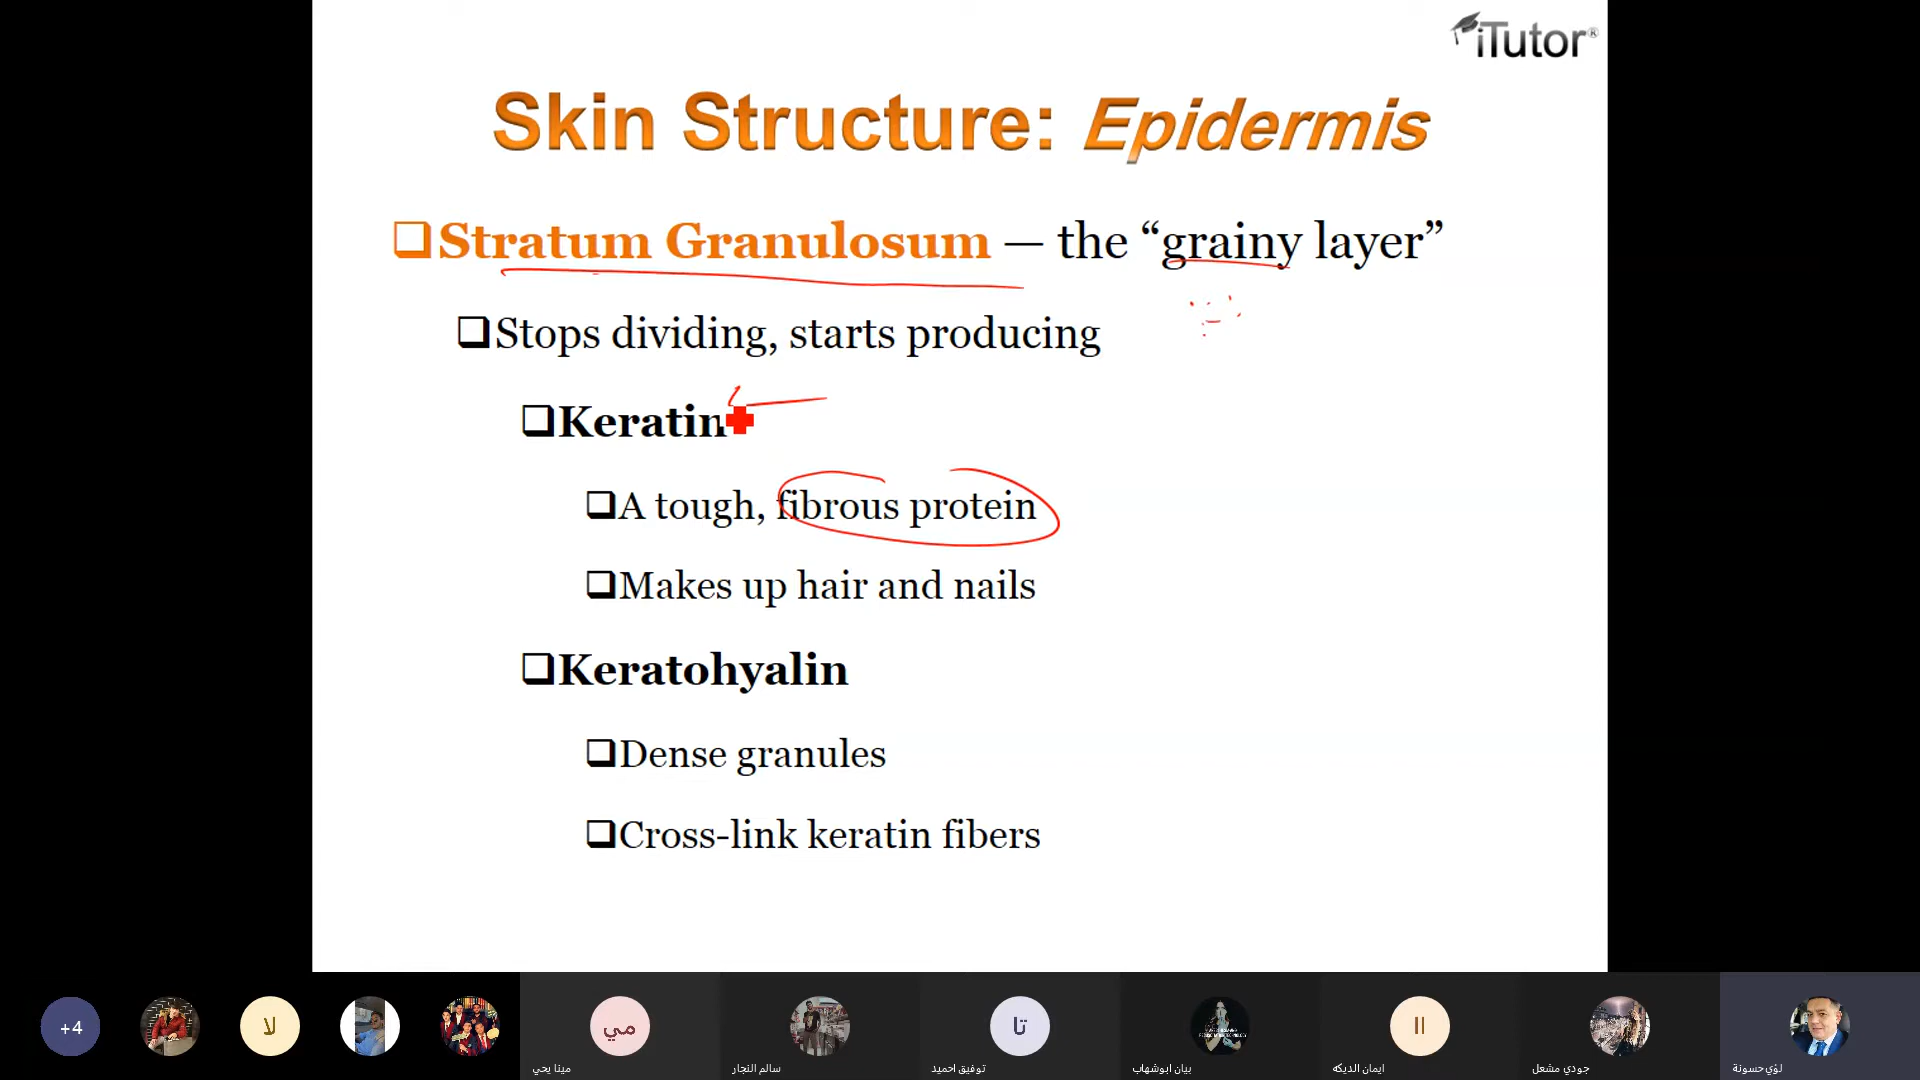 iTutor®
Skin Structure: Epidermis
❑Stratum Granulosum — the “grainy layer”
❑Stops dividing, starts producing
❑Keratin
❑A tough, fibrous protein
❑Makes up hair and nails
❑Keratohyalin
❑Dense granules
❑Cross-link keratin fibers
+4
لا
مي
تا
اا
مينا يحي
سالم النجار
توفيق احميد
بيان ابوشهاب
ايمان الديكه
جودي مشعل
لؤي حسونة